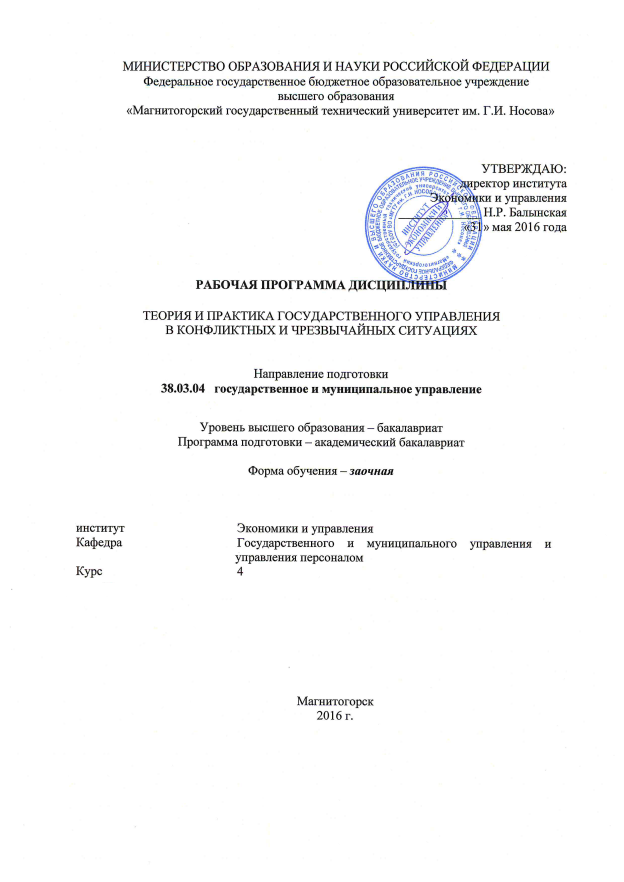 МИНИСТЕРСТВО ОБРАЗОВАНИЯ И НАУКИ РОССИЙСКОЙ ФЕДЕРАЦИИ
Федеральное государственное бюджетное образовательное учреждение
высшего образования
«Магнитогорский государственный технический университет им. Г.И. Носова»
УТВЕРЖДАЮ:
директор института
Экономики и управления
Н.Р. Балынская
«31» мая 2016 года
ИНСТИТУТ
ЭКОНОМИКИ И
УПРАВЛЕНИЯ
РАБОЧАЯ ПРОГРАММА ДИСЦИПЛИНЫ
ТЕОРИЯ И ПРАКТИКА ГОСУДАРСТВЕННОГО УПРАВЛЕНИЯ
В КОНФЛИКТНЫХ И ЧРЕЗВЫЧАЙНЫХ СИТУАЦИЯХ
Направление подготовки
38.03.04 государственное и муниципальное управление
Уровень высшего образования – бакалавриат
Программа подготовки – академический бакалавриат
Форма обучения – заочная
институт Экономики и управления
Кафедра Государственного и муниципального управления и
управления персоналом
Курс 4
Магнитогорск
2016 г.